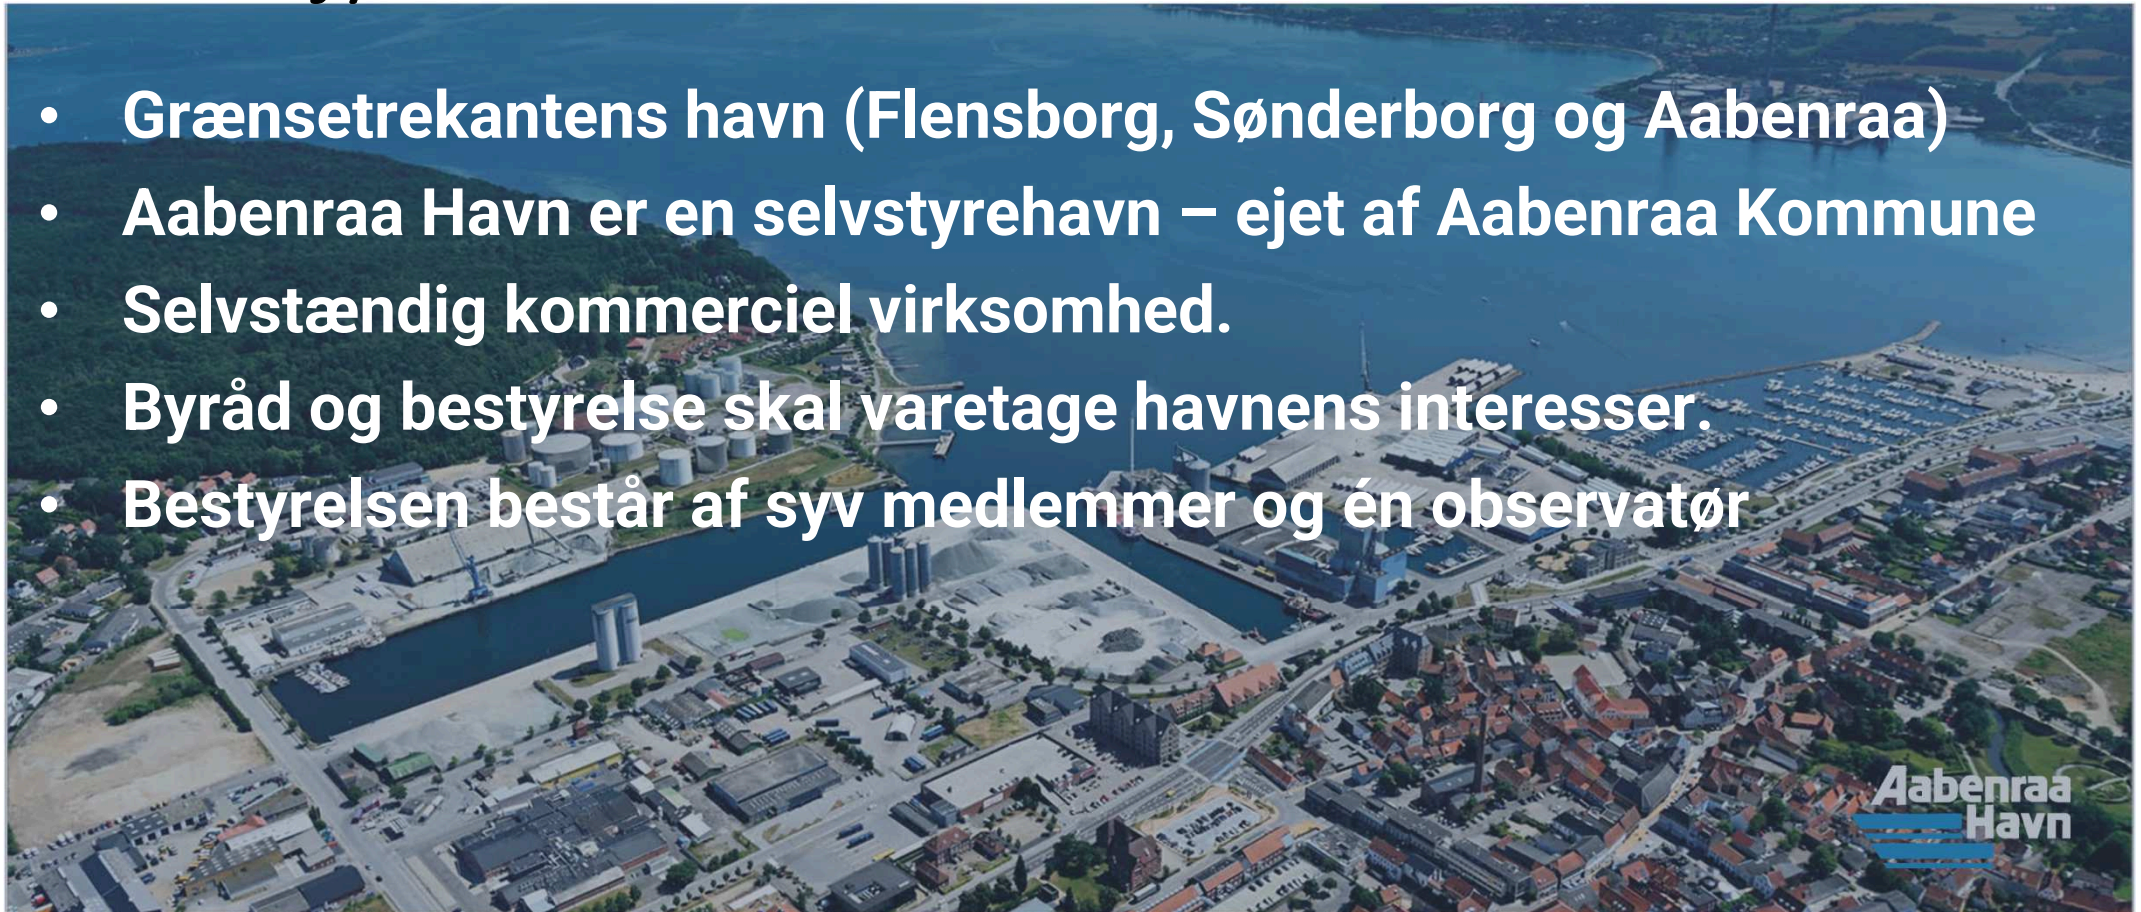 • Grænsetrekantens havn (Flensborg, Sønderborg og Aabenraa)
• Aabenraa Havn er en selvstyrehavn – ejet af Aabenraa Kommune
• Selvstændig kommerciel virksomhed.
• Byråd og bestyrelse skal varetage havnens interesser.
• Bestyrelsen består af syv medlemmer og én observatør
Aabenraa
Havn